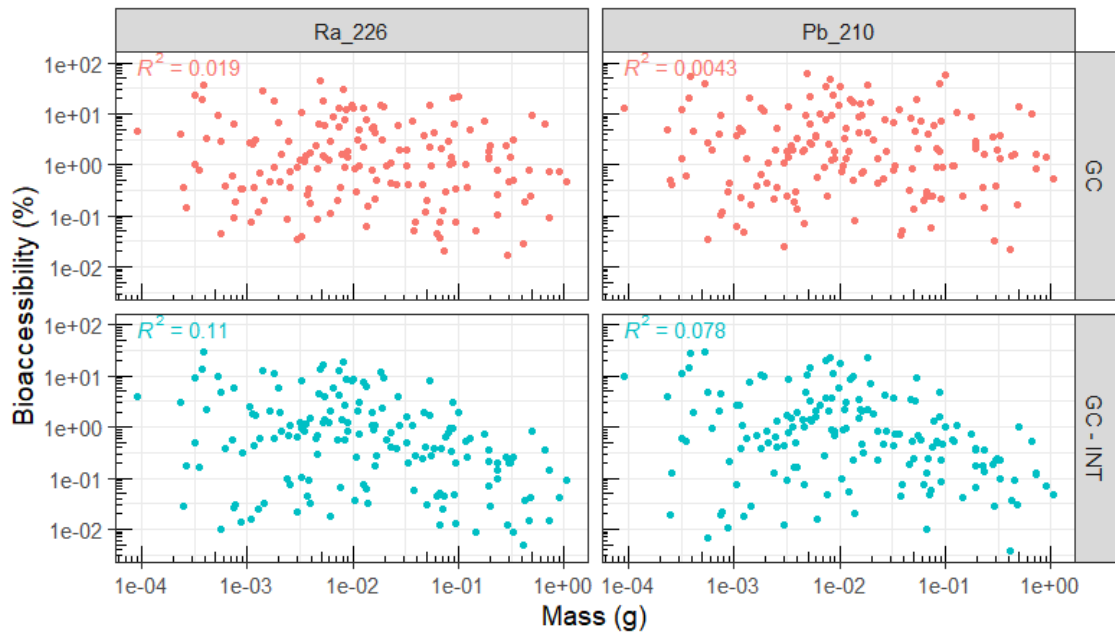 Ra_226 Pb_210
R² = 0.019 R² = 0.0043
1e+02
1e+01
1e+00
1e-01
1e-02
GC
R² = 0.11 R² = 0.078
1e+02
1e+01
1e+00
1e-01
1e-02
GC - INT
Bioaccessibility (%)
1e-04 1e-03 1e-02 1e-01 1e+00 1e-04 1e-03 1e-02 1e-01 1e+00
Mass (g)